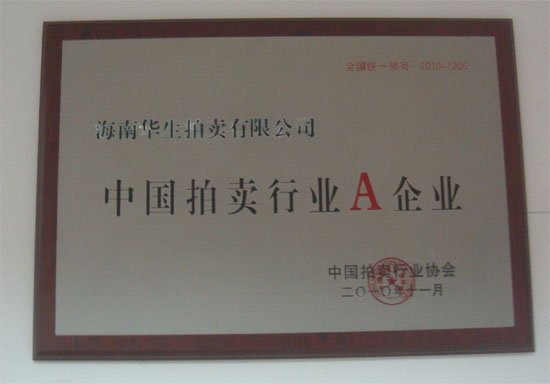 全国统一编号：2010-1206
海南华生拍卖有限公司
中国拍卖行业A企业
中国拍卖行业协会
二〇一〇年十一月